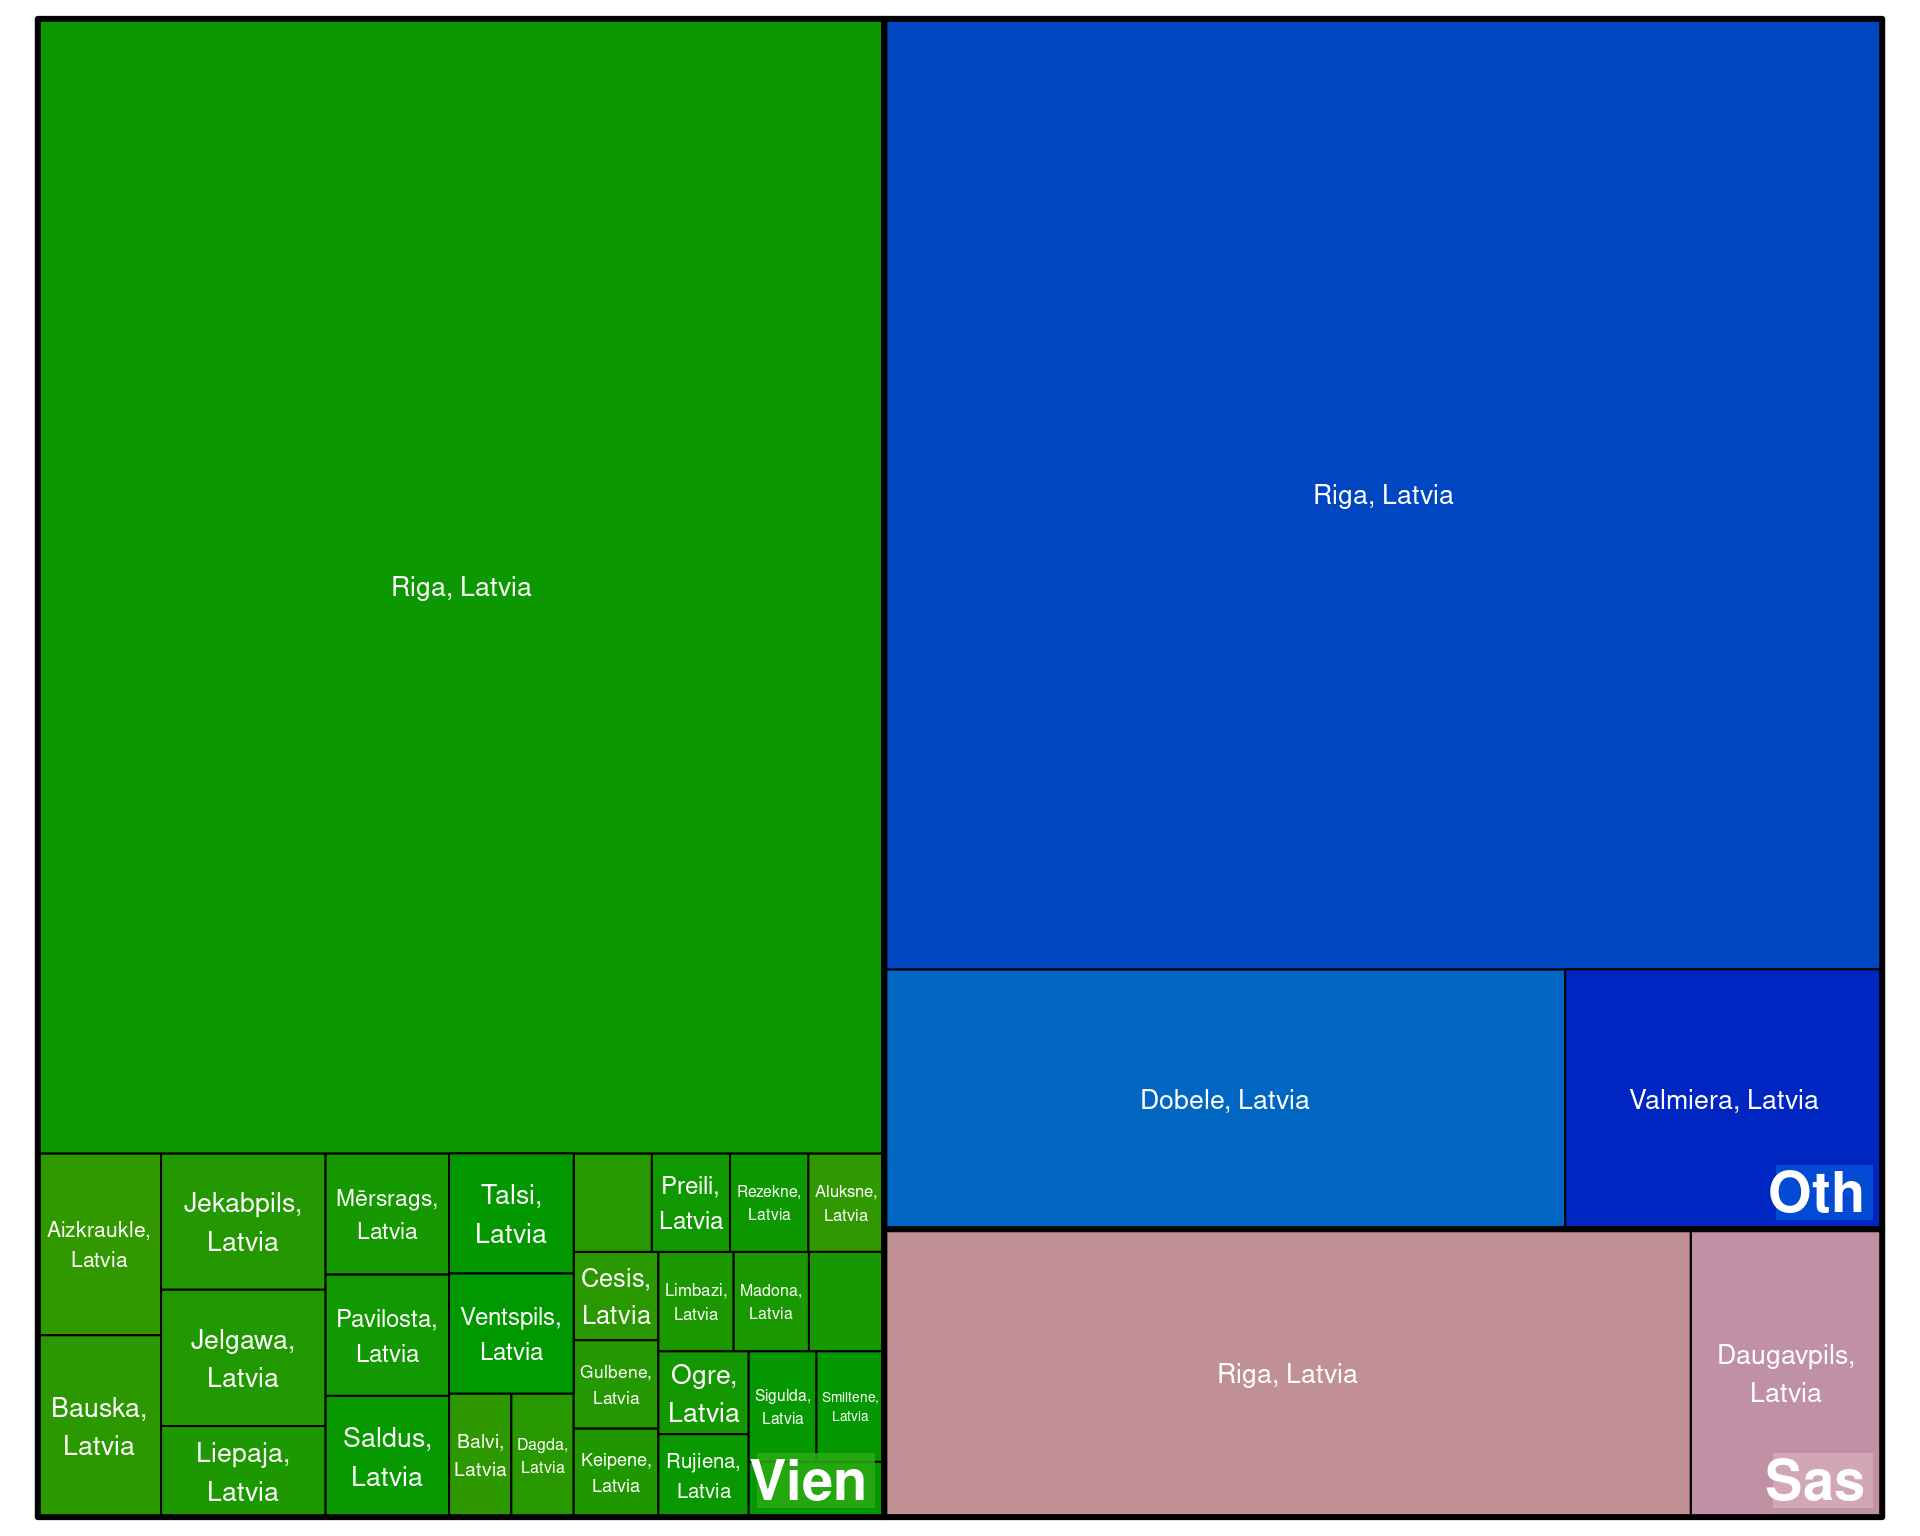 Riga, Latvia
Aizkraukle,
Latvia
Bauska,
Latvia
Jekabpils,
Latvia
Jelgawa,
Latvia
Liepaja,
Latvia
Mērsrags,
Latvia
Pavilosta,
Latvia
Saldus,
Latvia
Talsi,
Latvia
Ventspils,
Latvia
Balvi,
Latvia
Dagda,
Latvia
Cesis,
Latvia
Gulbene,
Latvia
Keipene,
Latvia
Preili,
Latvia
Rezekne,
Latvia
Aluksne,
Latvia
Limbazi,
Latvia
Madona,
Latvia
Ogre,
Latvia
Rujiena,
Latvia
Sigulda,
Latvia
Smiltene,
Latvia
Vien
Riga, Latvia
Dobele, Latvia
Valmiera, Latvia
Oth
Riga, Latvia
Daugavpils,
Latvia
Sas